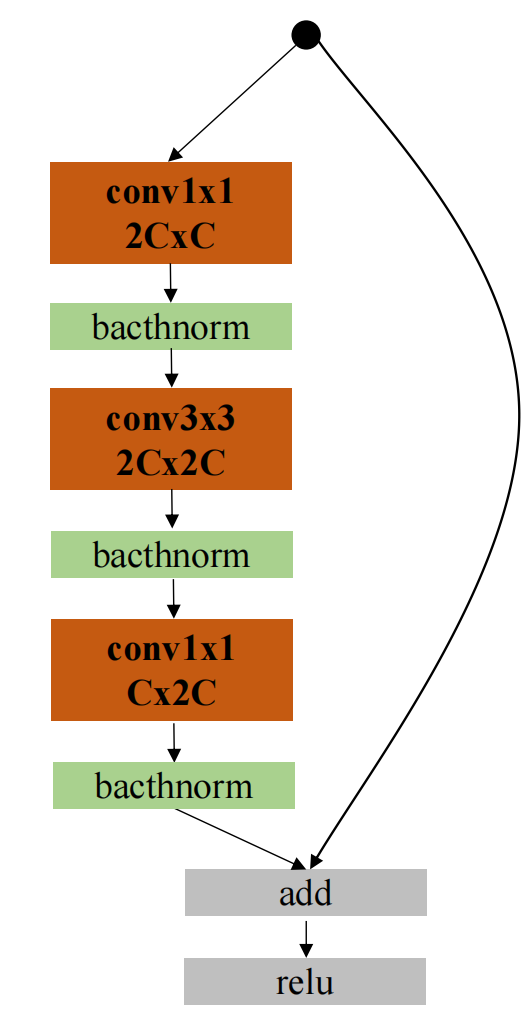 conv1x1
2CxC
bacthnorm
conv3x3
2Cx2C
bacthnorm
conv1x1
Cx2C
bacthnorm
add
relu